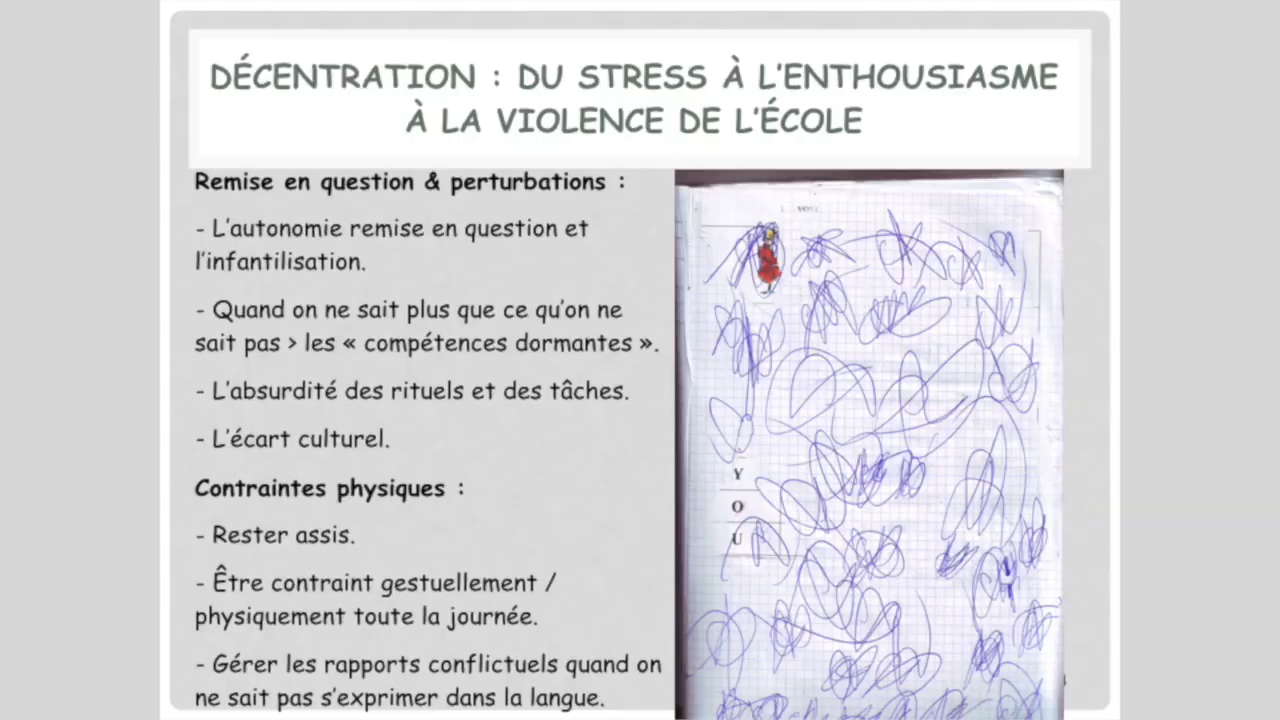 DÉCENTRATION : DU STRESS À L'ENTHOUSIASME
À LA VIOLENCE DE L'ÉCOLE
Remise en question & perturbations :
- L'autonomie remise en question et
l'infantilisation.
- Quand on ne sait plus que ce qu'on ne
sait pas > les « compétences dormantes ».
- L'absurdité des rituels et des tâches.
- L'écart culturel.
Contraintes physiques :
- Rester assis.
- Être contraint gestuellement /
physiquement toute la journée.
- Gérer les rapports conflictuels quand on
ne sait pas s'exprimer dans la langue.
Y
O
U